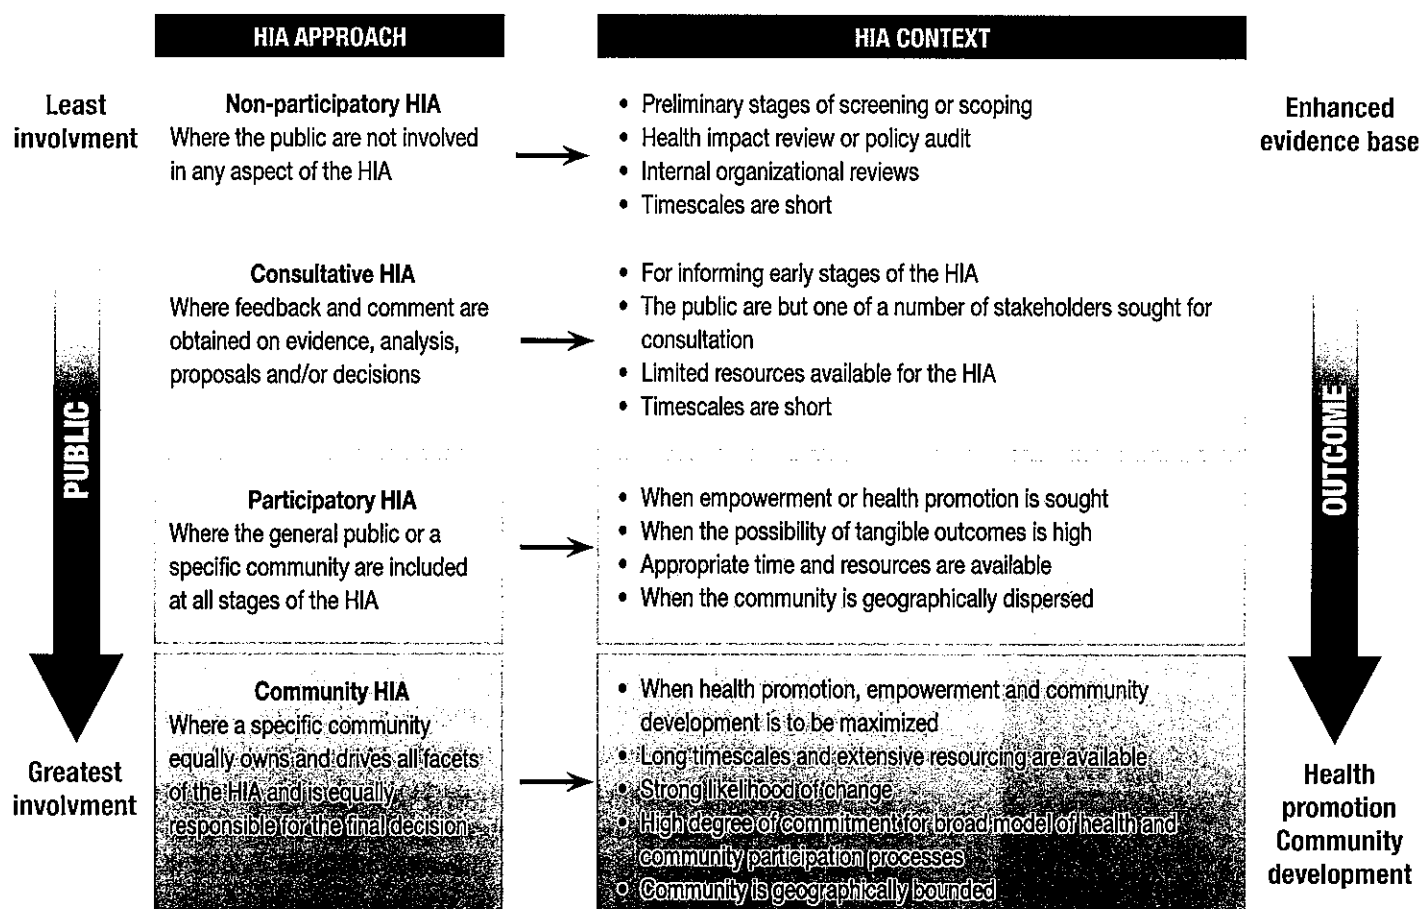 HIA APPROACH
HIA CONTEXT
Least
involvment
Non-participatory HIA
Where the public are not involved
in any aspect of the HIA
• Preliminary stages of screening or scoping
• Health impact review or policy audit
• Internal organizational reviews
• Timescales are short
Enhanced
evidence base
Consultative HIA
Where feedback and comment are
obtained on evidence, analysis,
proposals and/or decisions
• For informing early stages of the HIA
• The public are but one of a number of stakeholders sought for
consultation
• Limited resources available for the HIA
• Timescales are short
PUBLIC
OUTCOME
Participatory HIA
Where the general public or a
specific community are included
at all stages of the HIA
• When empowerment or health promotion is sought
• When the possibility of tangible outcomes is high
• Appropriate time and resources are available
• When the community is geographically dispersed
Community HIA
Where a specific community
equally owns and drives all facets
of the HIA and is equally
responsible for the final decision
• When health promotion, empowerment and community
development is to be maximized
• Long timescales and extensive resourcing are available
• Strong likelihood of change
• High degree of commitment for broad model of health and
community participation processes
• Community is geographically bounded
Greatest
involvment
Health
promotion
Community
development